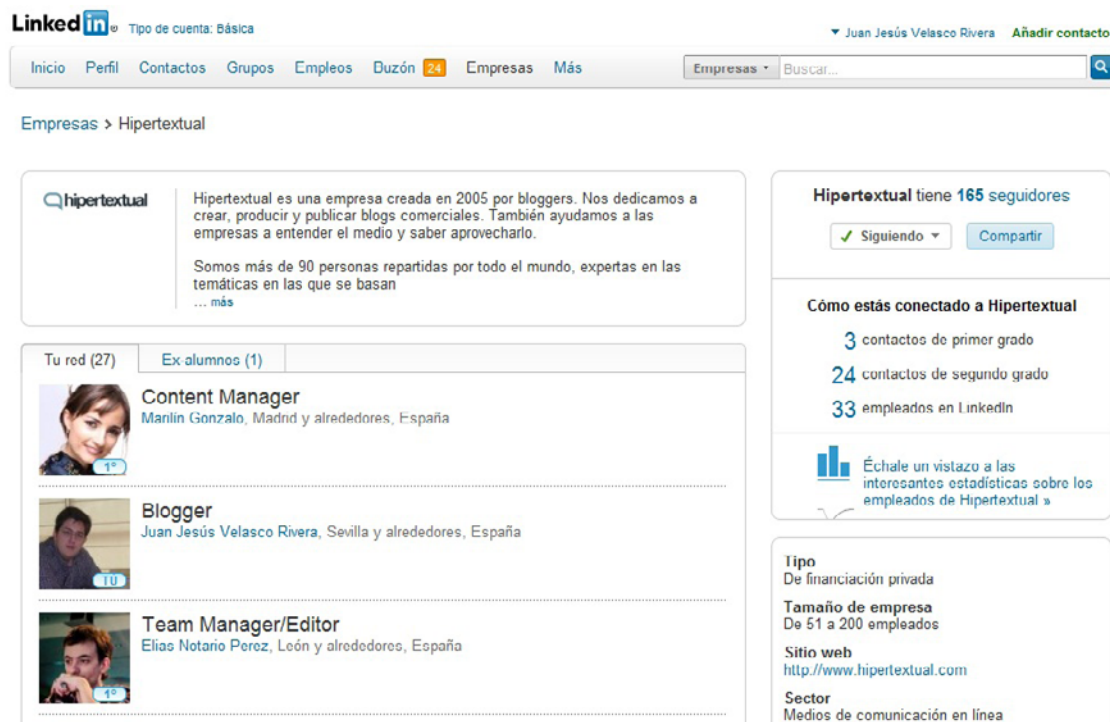 Linked in® Tipo de cuenta: Básica
Juan Jesús Velasco Rivera Añadir contacto
Inicio Perfil Contactos Grupos Empleos Buzón 24 Empresas Más
Empresas Buscar...
Empresas > Hipertextual
hipertextual
Hipertextual es una empresa creada en 2005 por bloggers. Nos dedicamos a
crear, producir y publicar blogs comerciales. También ayudamos a las
empresas a entender el medio y saber aprovecharlo.
Somos más de 90 personas repartidas por todo el mundo, expertas en las
temáticas en las que se basan
... más
Tu red (27) Ex-alumnos (1)
Content Manager
Marilín Gonzalo, Madrid y alrededores, España
1º
Blogger
Juan Jesús Velasco Rivera, Sevilla y alrededores, España
TÚ
Team Manager/Editor
Elias Notario Perez, León y alrededores, España
1º
Hipertextual tiene 165 seguidores
Siguiendo Compartir
Cómo estás conectado a Hipertextual
3 contactos de primer grado
24 contactos de segundo grado
33 empleados en LinkedIn
Échale un vistazo a las
interesantes estadísticas sobre los
empleados de Hipertextual »
Tipo
De financiación privada
Tamaño de empresa
De 51 a 200 empleados
Sitio web
http://www.hipertextual.com
Sector
Medios de comunicación en línea